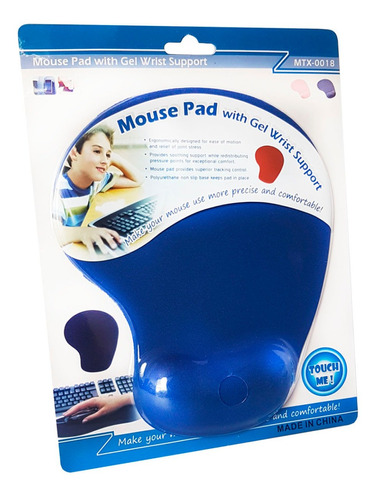 Mouse Pad with Gel Wrist Support
MTX-0018
Mouse Pad with Gel Wrist Support
• Ergonomically designed for ease of motion
and relief of joint stress
• Provides soothing support while redistributing
pressure points for exceptional comfort
• Mouse pad provides superior tracking control
• Polyurethane non slip base keeps pad in place
Make your mouse use more precise and comfortable!
TOUCH
ME!
Make your
and comfortable!
MADE IN CHINA